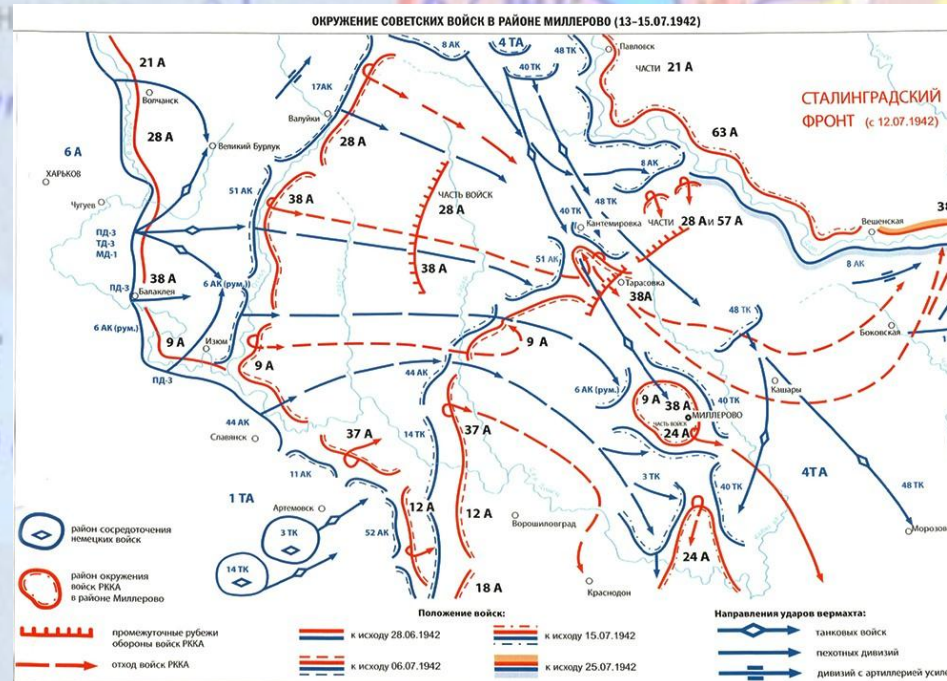 ОКРУЖЕНИЕ СОВЕТСКИХ ВОЙСК В РАЙОНЕ МИЛЛЕРОВО (13–15.07.1942)
8 АК
4 ТА
48 ТК
Павловск
21 А
40 ТК
ЧАСТИ 21 А
17АК
Волчанск
СТАЛИНГРАДСКИЙ
ФРОНТ (с 12.07.1942)
Валуйки
28 А
28 А
63 А
6 А
Великий Бурлук
8 АК
ХАРЬКОВ
51 АК
ЧАСТЬ ВОЙСК
28 А
38 А
48 ТК
Чугуев
40 ТК
ЧАСТИ 28 А и 57 А
38
Кантемировка
Вешенская
ПД-3
ТД-3
МД-1
51 АК
38 А
8 АК
38 А
6 АК (рум.))
Тарасовка
38А
ПД-3
Балаклея
48 ТК
6 АК (рум.)
Боковская
1
9 А
Изюм
9 А
9 А
44 АК
ПД-3
6 АК (рум.)
Кашары
9 А
38 А
40 ТК
МИЛЛЕРОВО
ЧАСТЬ ВОЙСК
24 А
44 АК
Славянск
37 А
14 ТК
37 А
11 АК
3 ТК
4ТА
1 ТА
40 ТК
48 ТК
район сосредоточения
немецких войск
Артемовск
12 А
12 А
Ворошиловград
3 ТК
52 АК
Морозов
24 А
14 ТК
район окружения
войск РККА
в районе Миллерово
18 А
Краснодон
Положение войск:
Направления ударов вермахта:
промежуточные рубежи
обороны войск РККА
к исходу 28.06.1942
к исходу 15.07.1942
танковых войск
пехотных дивизий
отход войск РККА
к исходу 06.07.1942
к исходу 25.07.1942
дивизий с артиллерией усиле